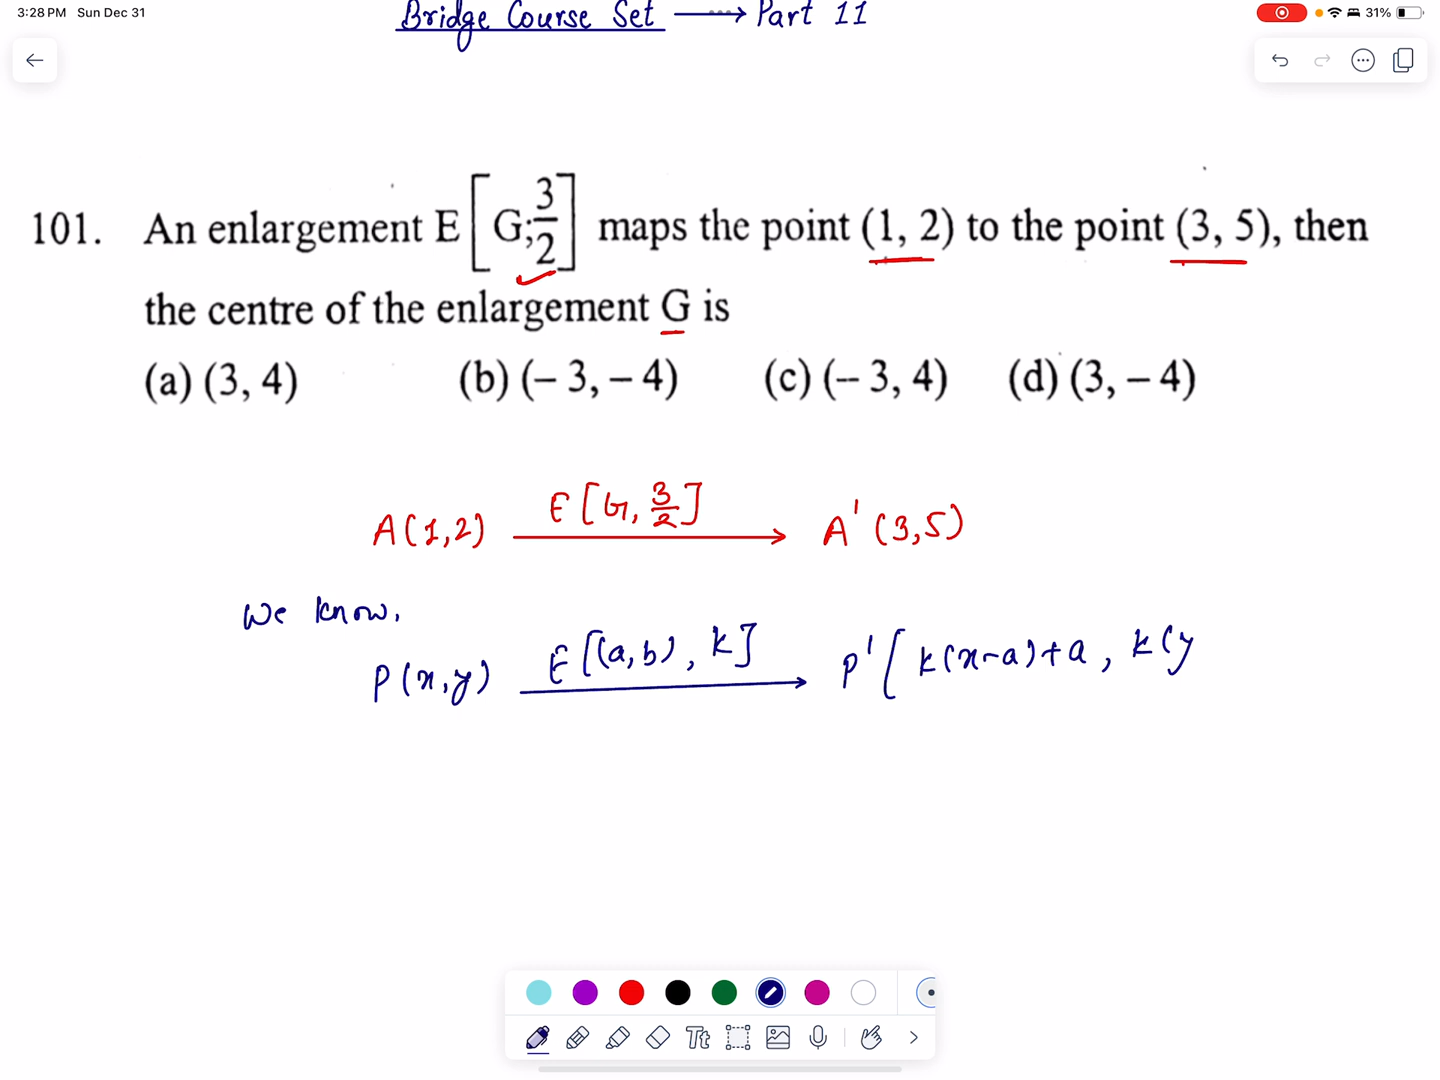 3:28 PM Sun Dec 31
31%
Bridge Course Set ⟶ Part 11
101. An enlargement E[G;3/2] maps the point (1, 2) to the point (3, 5), then
the centre of the enlargement G is
(a) (3, 4) (b) (– 3, – 4) (c) (– 3, 4) (d) (3, – 4)
A(1,2) E[G, 3/2] ⟶ A'(3,5)
We know,
P(x,y) E[(a,b), k] ⟶ P'[k(x-a)+a, k(y
Tt